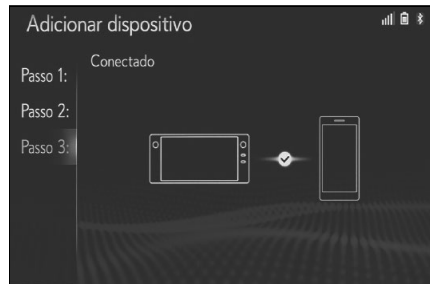 Adicionar dispositivo
Conectado
Passo 1:
Passo 2:
Passo 3: